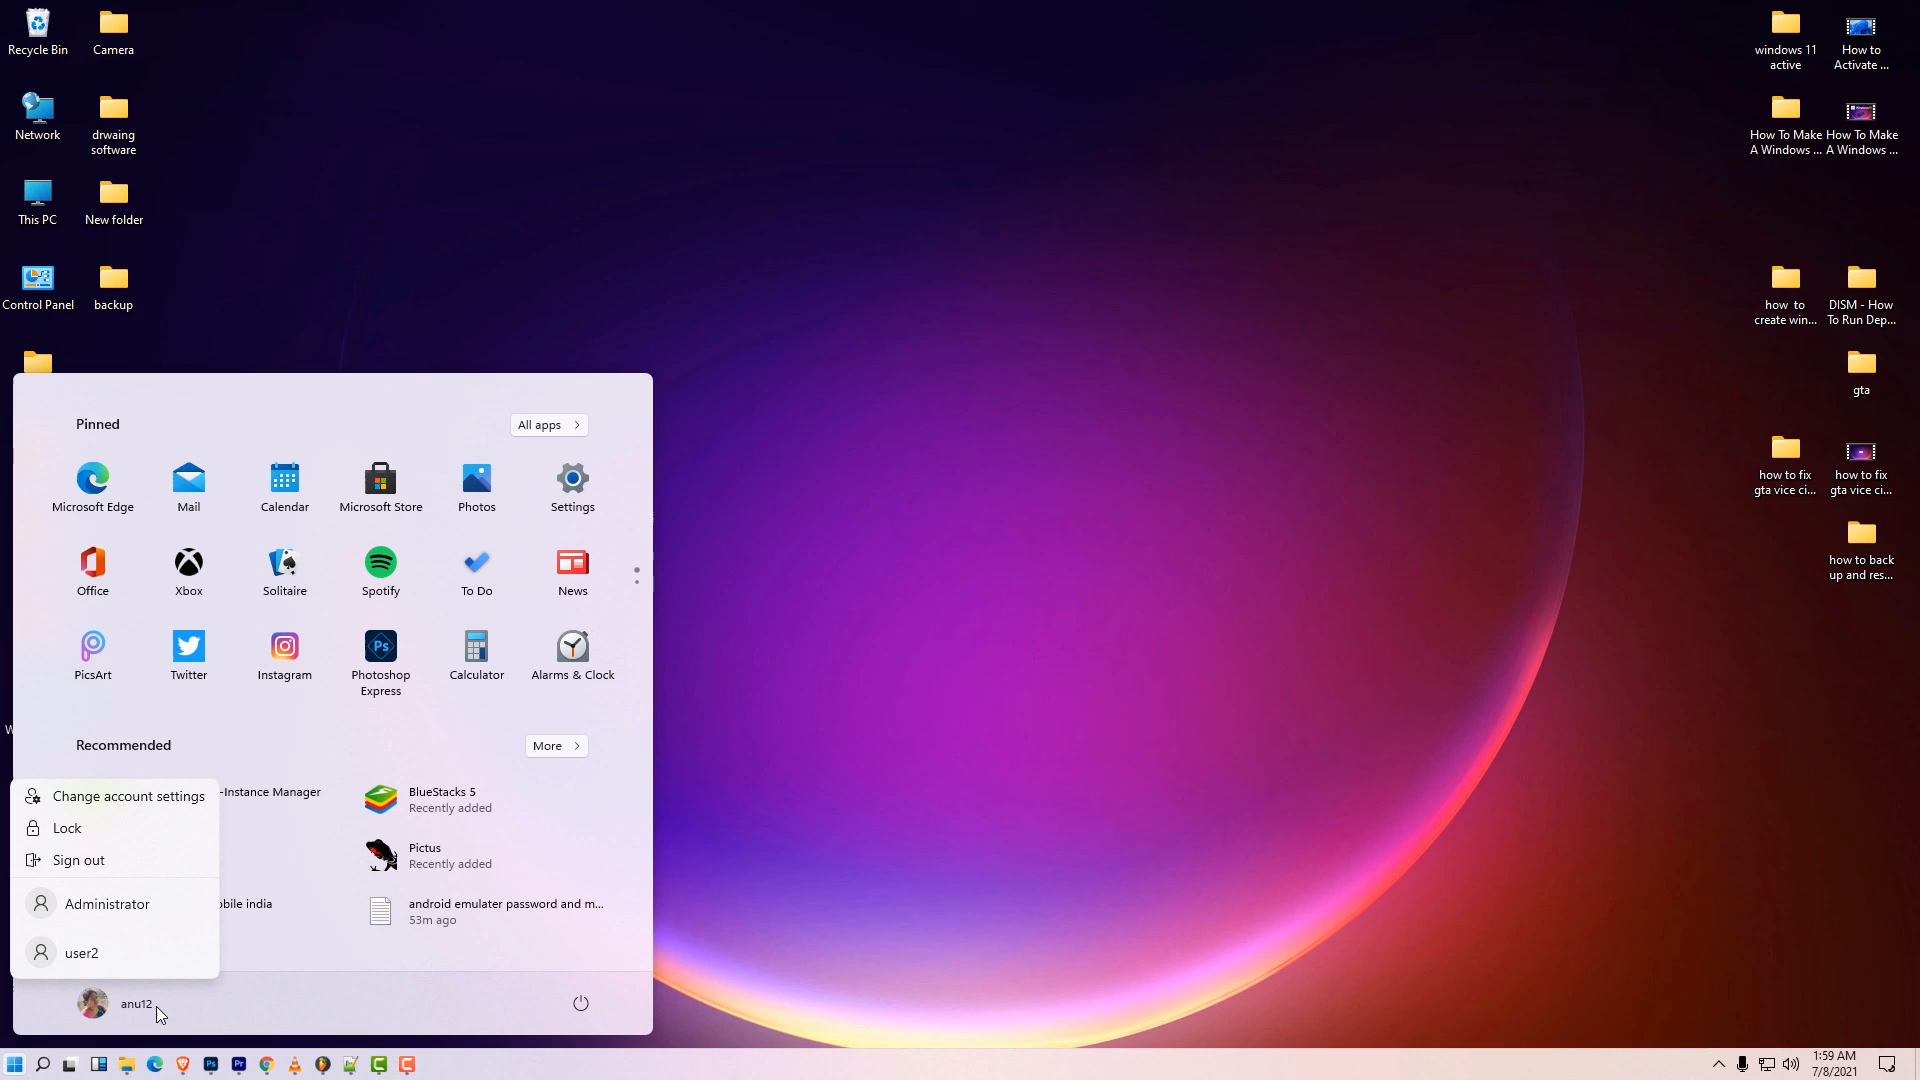 Recycle Bin
Camera
Network
drwaing
software
This PC
New folder
Control Panel
backup
windows 11
active
How to
Activate ...
How To Make
A Windows ...
How To Make
A Windows ...
how to
create win...
DISM - How
To Run Dep...
gta
how to fix
gta vice ci...
how to fix
gta vice ci...
how to back
up and res...
Pinned
All apps
Microsoft Edge
Mail
Calendar
Microsoft Store
Photos
Settings
Office
Xbox
Solitaire
Spotify
To Do
News
PicsArt
Twitter
Instagram
Ps
Photoshop
Express
Calculator
Alarms & Clock
Recommended
More
-Instance Manager
BlueStacks 5
Recently added
Pictus
Recently added
india
android emulater password and m...
53m ago
Change account settings
Lock
Sign out
Administrator
user2
anu12
Ps
Pr
1:59 AM
7/8/2021